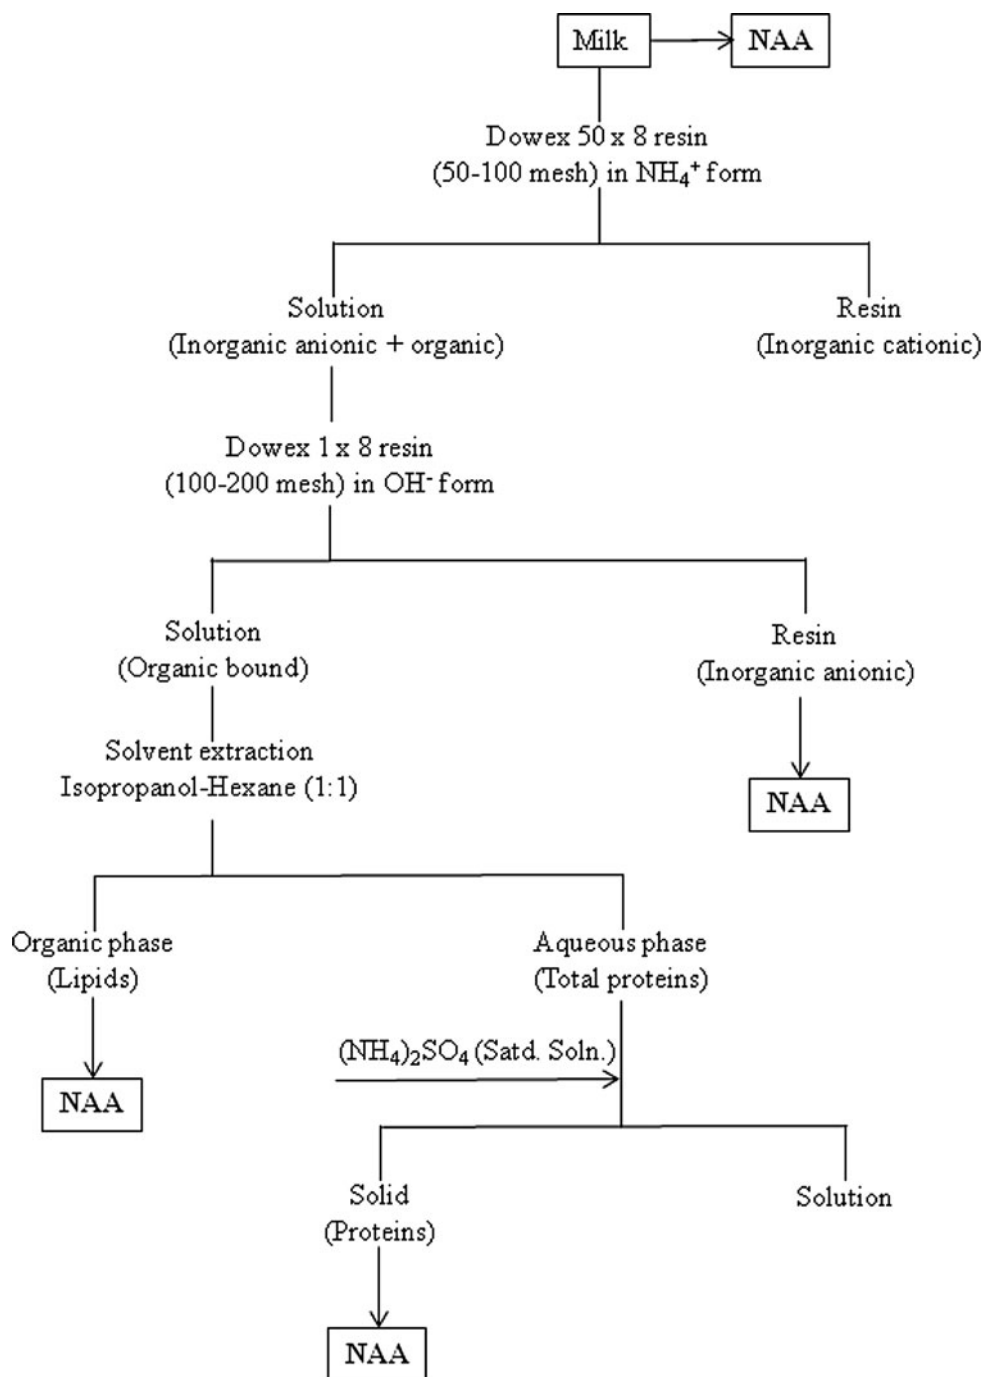 Milk
NAA
Dowex 50 x 8 resin
(50-100 mesh) in NH₄⁺ form
Solution
(Inorganic anionic + organic)
Resin
(Inorganic cationic)
Dowex 1 x 8 resin
(100-200 mesh) in OH⁻ form
Solution
(Organic bound)
Resin
(Inorganic anionic)
Solvent extraction
Isopropanol-Hexane (1:1)
NAA
Organic phase
(Lipids)
Aqueous phase
(Total proteins)
(NH₄)₂SO₄ (Satd. Soln.)
NAA
Solid
(Proteins)
Solution
NAA